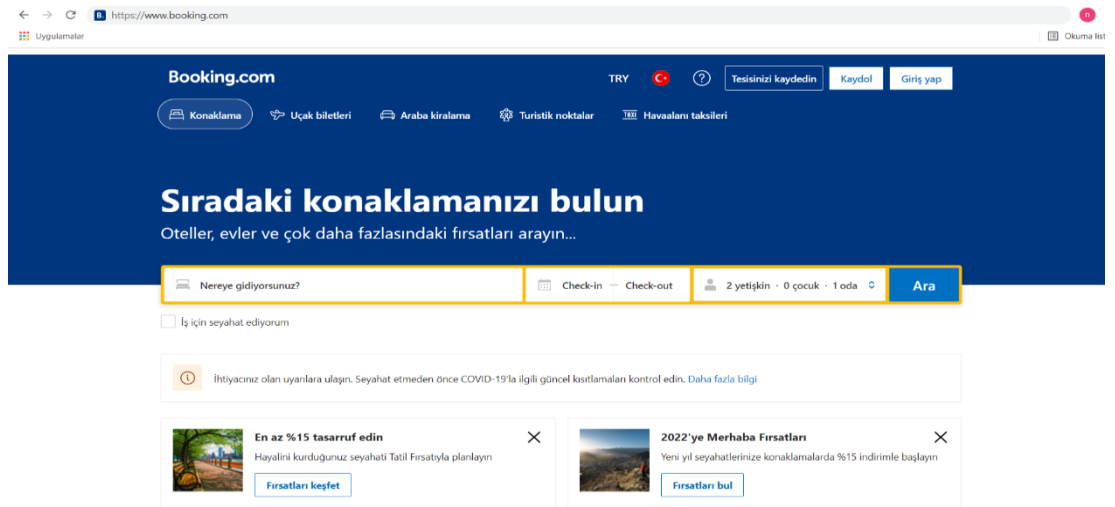 https://www.booking.com
n
Uygulamalar
Okuma list
Booking.com
TRY
Tesisinizi kaydedin
Kaydol
Giriş yap
Konaklama
Uçak biletleri
Araba kiralama
Turistik noktalar
TAXI
Havaalanı taksileri
Sıradaki konaklamanızı bulun
Oteller, evler ve çok daha fazlasındaki fırsatları arayın...
Nereye gidiyorsunuz?
Check-in — Check-out
2 yetişkin · 0 çocuk · 1 oda
Ara
İş için seyahat ediyorum
İhtiyacınız olan uyarılara ulaşın. Seyahat etmeden önce COVID-19'la ilgili güncel kısıtlamaları kontrol edin. Daha fazla bilgi
En az %15 tasarruf edin
Hayalini kurduğunuz seyahati Tatil Fırsatıyla planlayın
Fırsatları keşfet
2022'ye Merhaba Fırsatları
Yeni yıl seyahatlerinize konaklamalarda %15 indirimle başlayın
Fırsatları bul